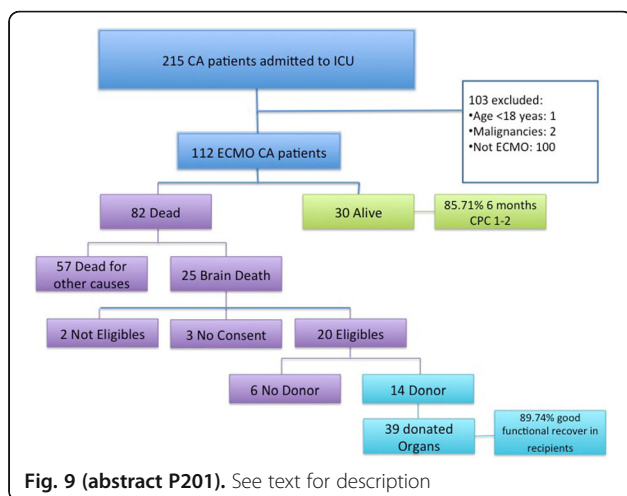 215 CA patients admitted to ICU
103 excluded:
•Age <18 yeas: 1
•Malignancies: 2
•Not ECMO: 100
112 ECMO CA patients
82 Dead
30 Alive
85.71% 6 months
CPC 1-2
57 Dead for
other causes
25 Brain Death
2 Not Eligibles
3 No Consent
20 Eligibles
6 No Donor
14 Donor
39 donated
Organs
89.74% good
functional recover in
recipients
Fig. 9 (abstract P201). See text for description